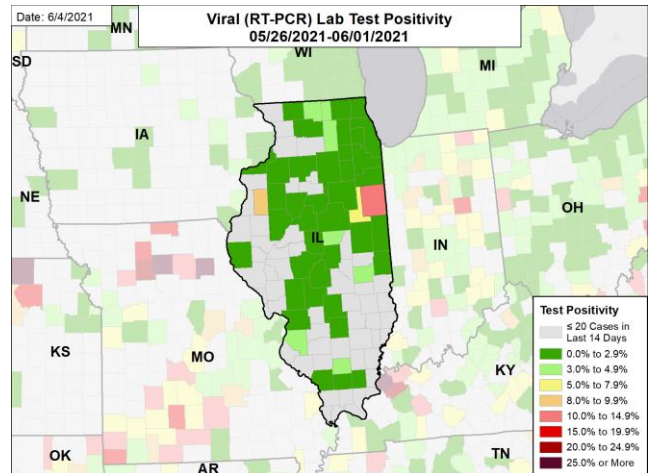 Date: 6/4/2021
Viral (RT-PCR) Lab Test Positivity
05/26/2021-06/01/2021
MN
WI
SD
MI
IA
NE
OH
IL
IN
KS
MO
KY
OK
AR
TN
Test Positivity
≤ 20 Cases in
Last 14 Days
0.0% to 2.9%
3.0% to 4.9%
5.0% to 7.9%
8.0% to 9.9%
10.0% to 14.9%
15.0% to 19.9%
20.0% to 24.9%
25.0% or More